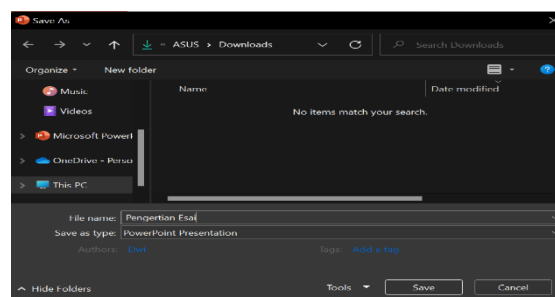 Save As
ASUS > Downloads
Search Downloads
Organize
New folder
Music
Name
Date modified
Videos
No items match your search.
Microsoft PowerF
OneDrive - Perso
This PC
File name: Pengertian Esai
Save as type: PowerPoint Presentation
Authors: Dwi
Tags: Add a tag
Hide Folders
Tools
Save
Cancel